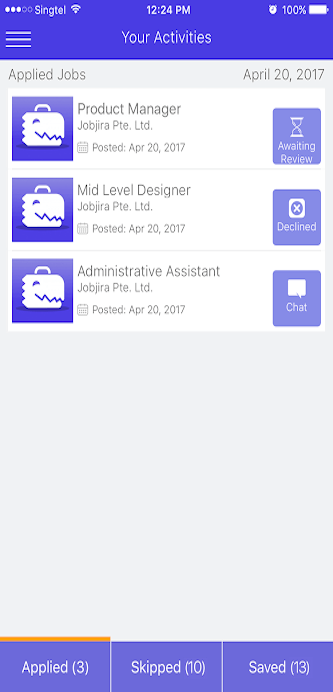 Singtel 12:24 PM 100%
Your Activities
Applied Jobs April 20, 2017
Product Manager
Jobjira Pte. Ltd.
Posted: Apr 20, 2017
Awaiting
Review
Mid Level Designer
Jobjira Pte. Ltd.
Posted: Apr 20, 2017
Declined
Administrative Assistant
Jobjira Pte. Ltd.
Posted: Apr 20, 2017
Chat
Applied (3) Skipped (10) Saved (13)